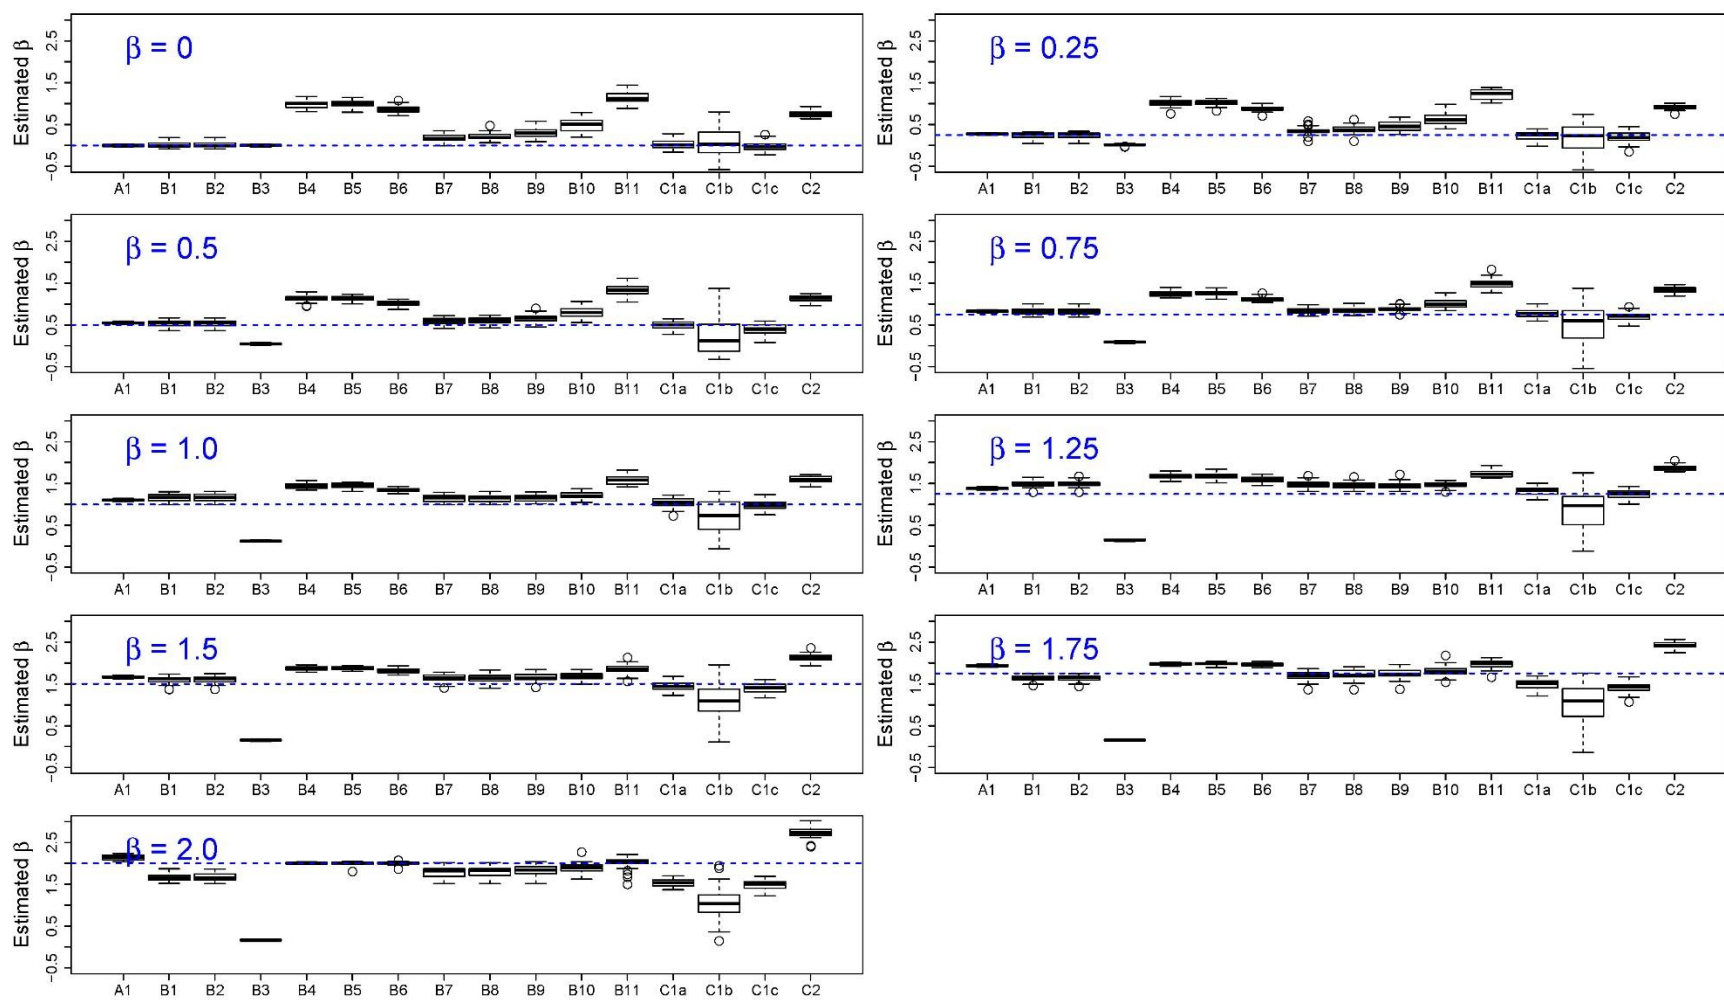 β = 0
Estimated β
-0.5 0.5 1.5 2.5
A1 B1 B2 B3 B4 B5 B6 B7 B8 B9 B10 B11 C1a C1b C1c C2
β = 0.25
Estimated β
-0.5 0.5 1.5 2.5
A1 B1 B2 B3 B4 B5 B6 B7 B8 B9 B10 B11 C1a C1b C1c C2
β = 0.5
Estimated β
-0.5 0.5 1.5 2.5
A1 B1 B2 B3 B4 B5 B6 B7 B8 B9 B10 B11 C1a C1b C1c C2
β = 0.75
Estimated β
-0.5 0.5 1.5 2.5
A1 B1 B2 B3 B4 B5 B6 B7 B8 B9 B10 B11 C1a C1b C1c C2
β = 1.0
Estimated β
-0.5 0.5 1.5 2.5
A1 B1 B2 B3 B4 B5 B6 B7 B8 B9 B10 B11 C1a C1b C1c C2
β = 1.25
Estimated β
-0.5 0.5 1.5 2.5
A1 B1 B2 B3 B4 B5 B6 B7 B8 B9 B10 B11 C1a C1b C1c C2
β = 1.5
Estimated β
-0.5 0.5 1.5 2.5
A1 B1 B2 B3 B4 B5 B6 B7 B8 B9 B10 B11 C1a C1b C1c C2
β = 1.75
Estimated β
-0.5 0.5 1.5 2.5
A1 B1 B2 B3 B4 B5 B6 B7 B8 B9 B10 B11 C1a C1b C1c C2
β = 2.0
Estimated β
-0.5 0.5 1.5 2.5
A1 B1 B2 B3 B4 B5 B6 B7 B8 B9 B10 B11 C1a C1b C1c C2